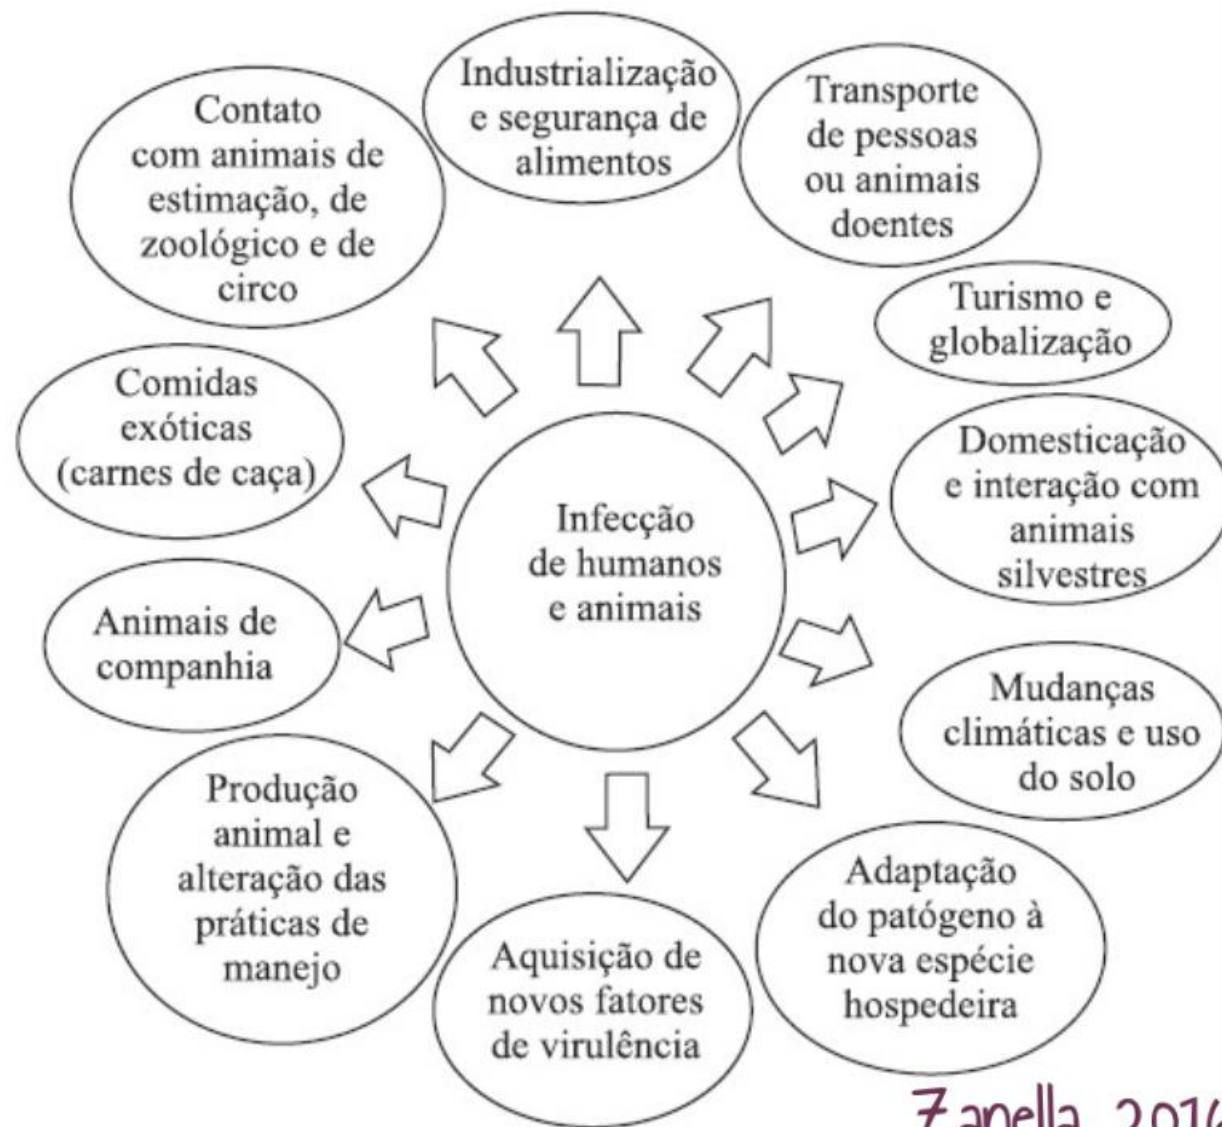 Industrialização
e segurança de
alimentos
Transporte
de pessoas
ou animais
doentes
Turismo e
globalização
Domesticação
e interação com
animais
silvestres
Mudanças
climáticas e uso
do solo
Adaptação
do patógeno à
nova espécie
hospedeira
Aquisição de
novos fatores
de virulência
Produção
animal e
alteração das
práticas de
manejo
Animais de
companhia
Comidas
exóticas
(carnes de caça)
Contato
com animais de
estimação, de
zoológico e de
circo
Infecção
de humanos
e animais
Zanella, 2016